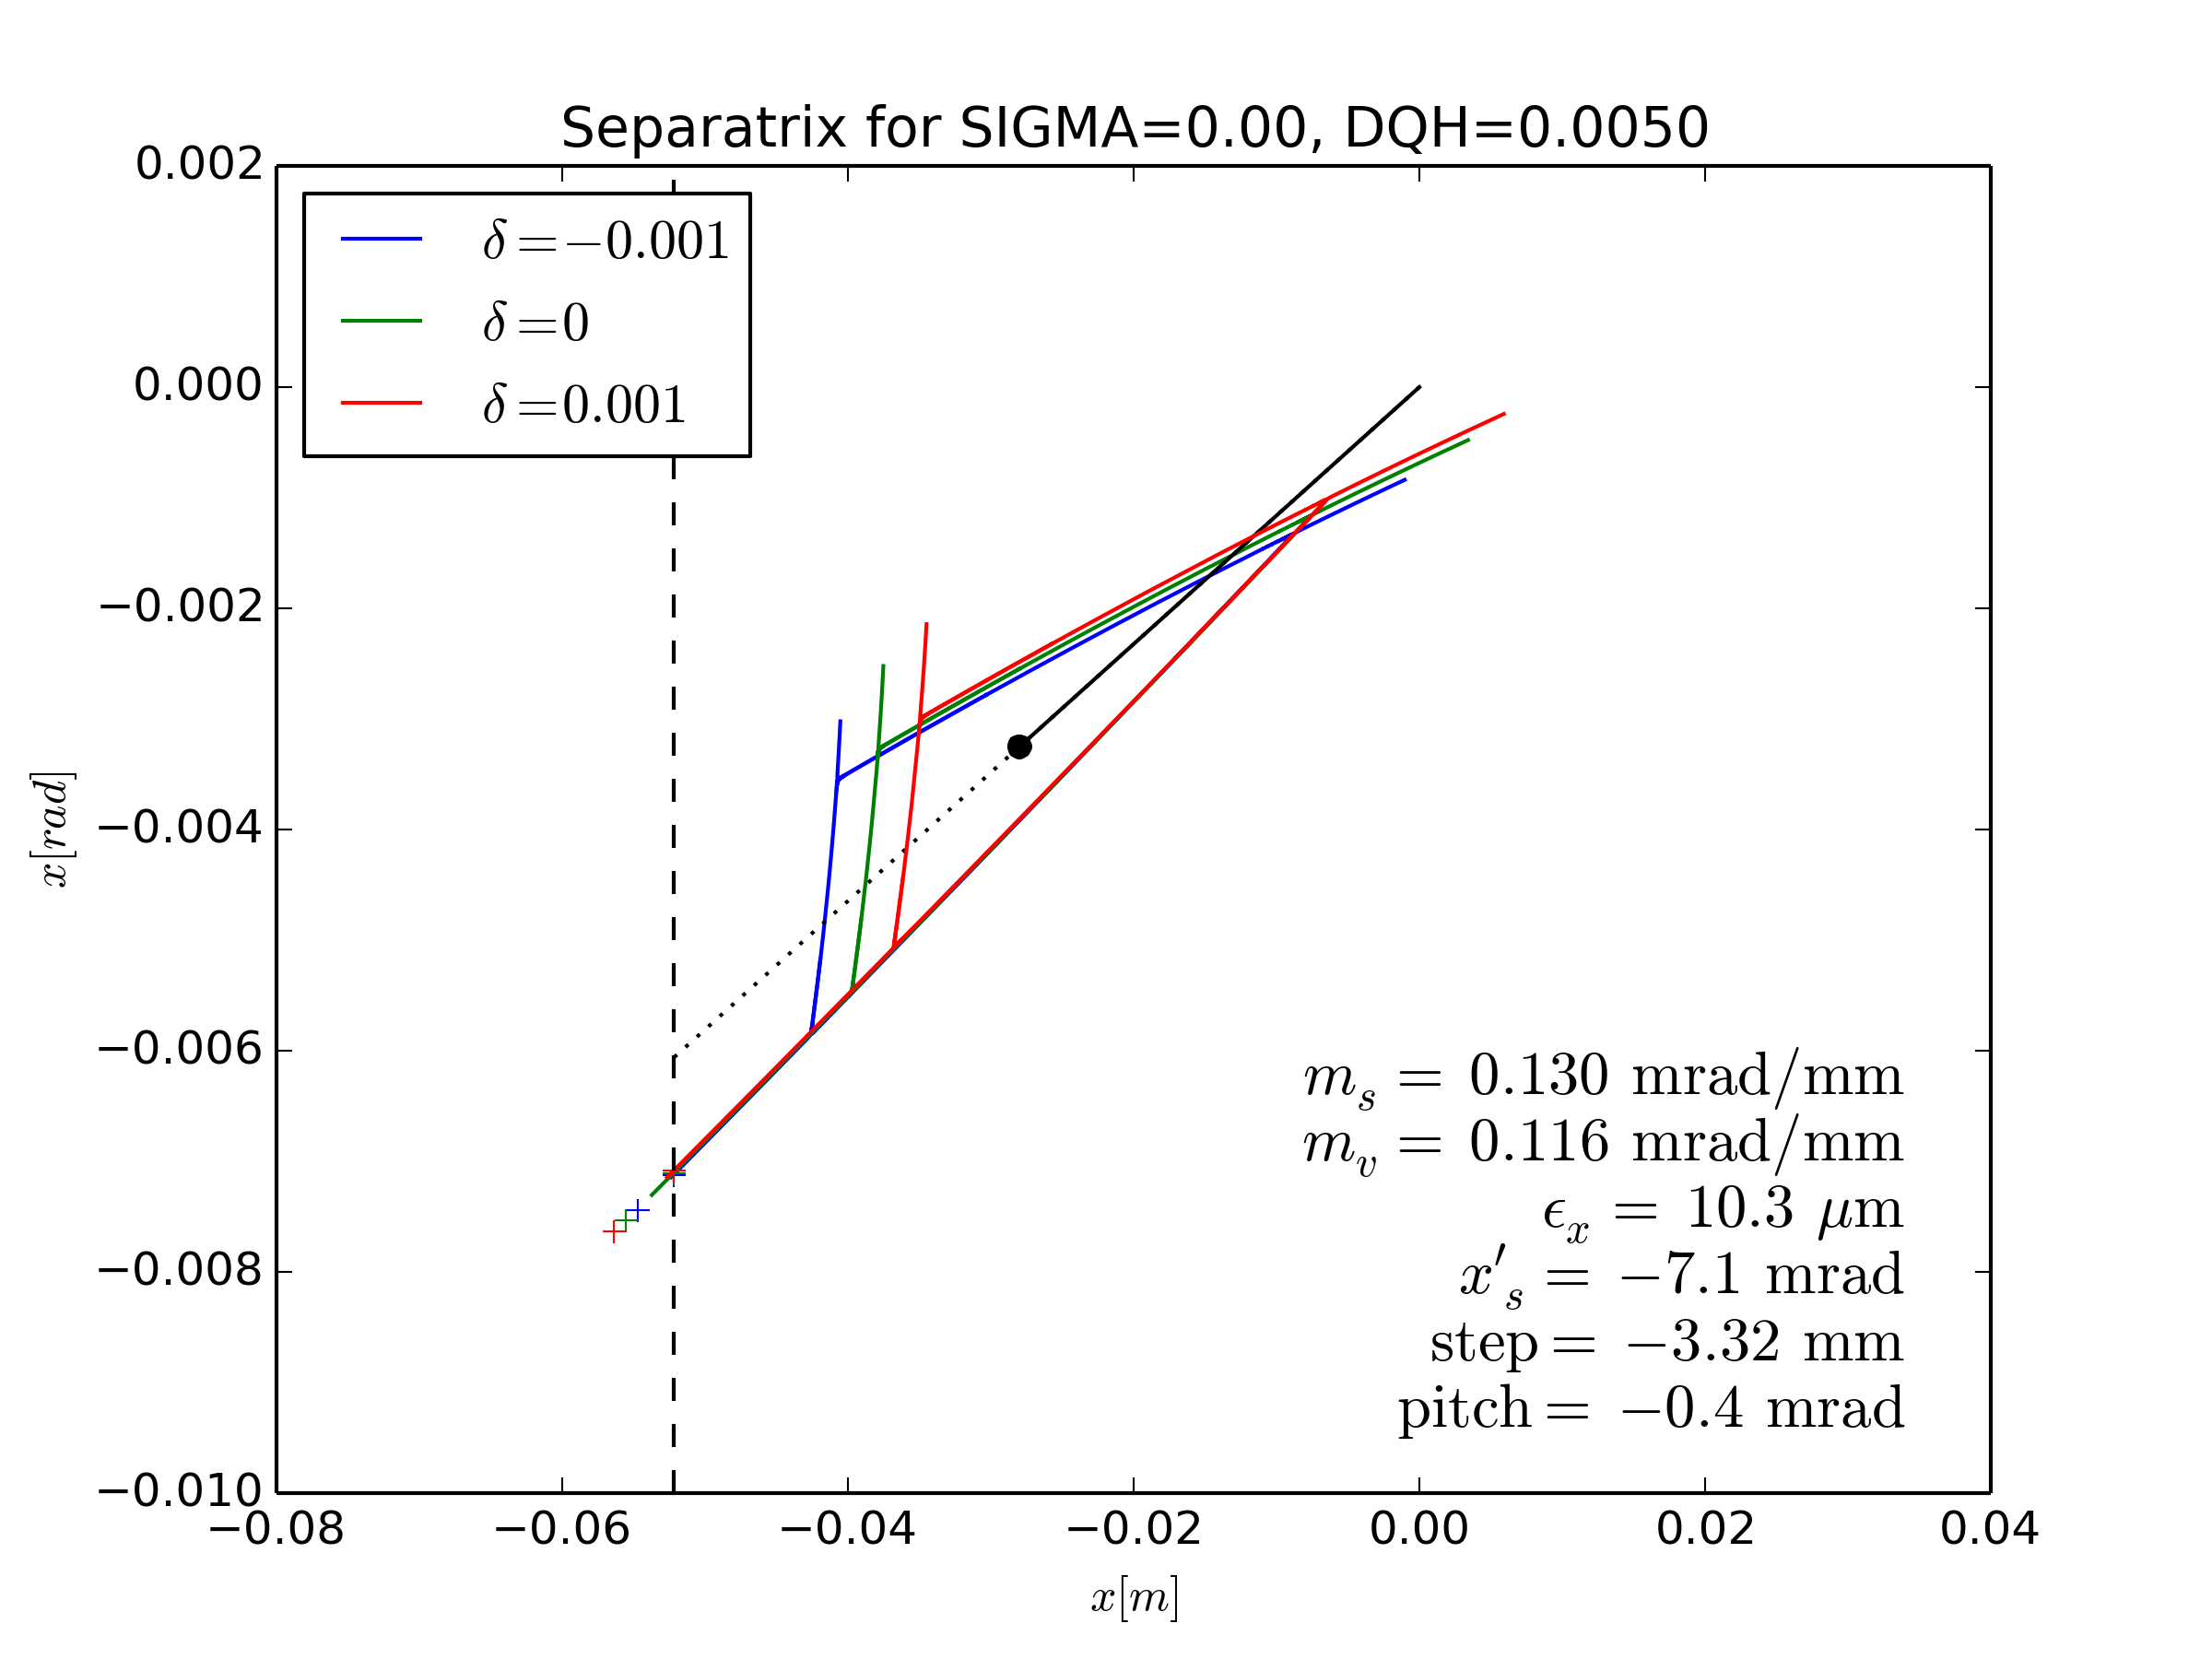 Separatrix for SIGMA=0.00, DQH=0.0050
0.002
0.000
−0.002
−0.004
−0.006
−0.008
−0.010
x[rad]
δ=−0.001
δ=0
δ=0.001
m_s = 0.130 mrad/mm
m_v = 0.116 mrad/mm
ϵ_x = 10.3 μm
x′_s = −7.1 mrad
step = −3.32 mm
pitch = −0.4 mrad
−0.08 −0.06 −0.04 −0.02 0.00 0.02 0.04
x[m]